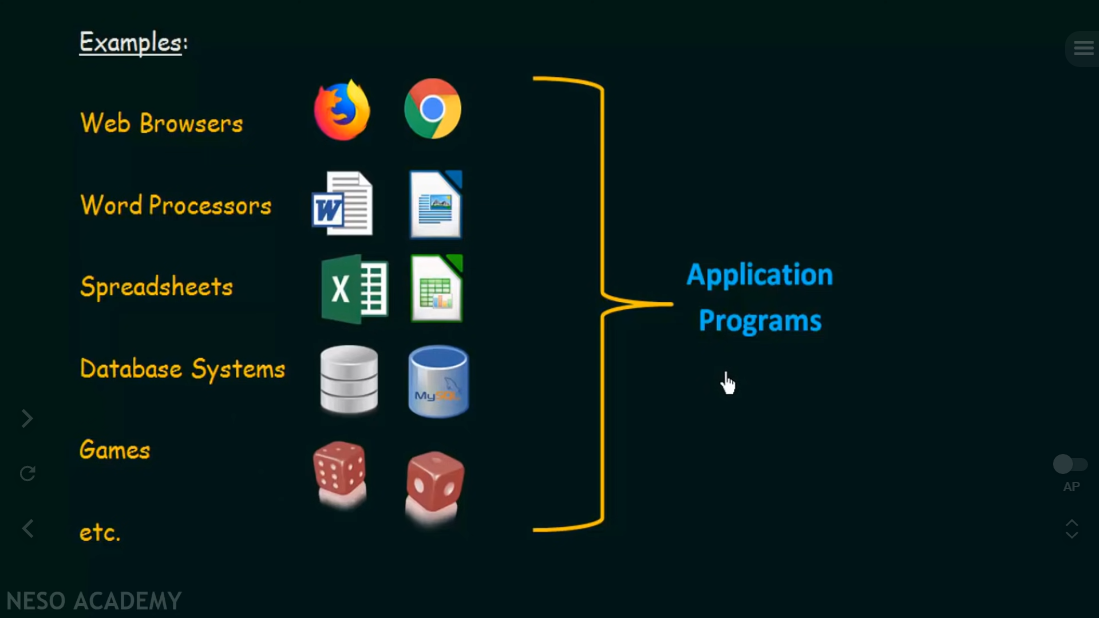 Examples:
Web Browsers
Word Processors
W
Spreadsheets
X
Application
Programs
Database Systems
MySQL
Games
AP
etc.
NESO ACADEMY